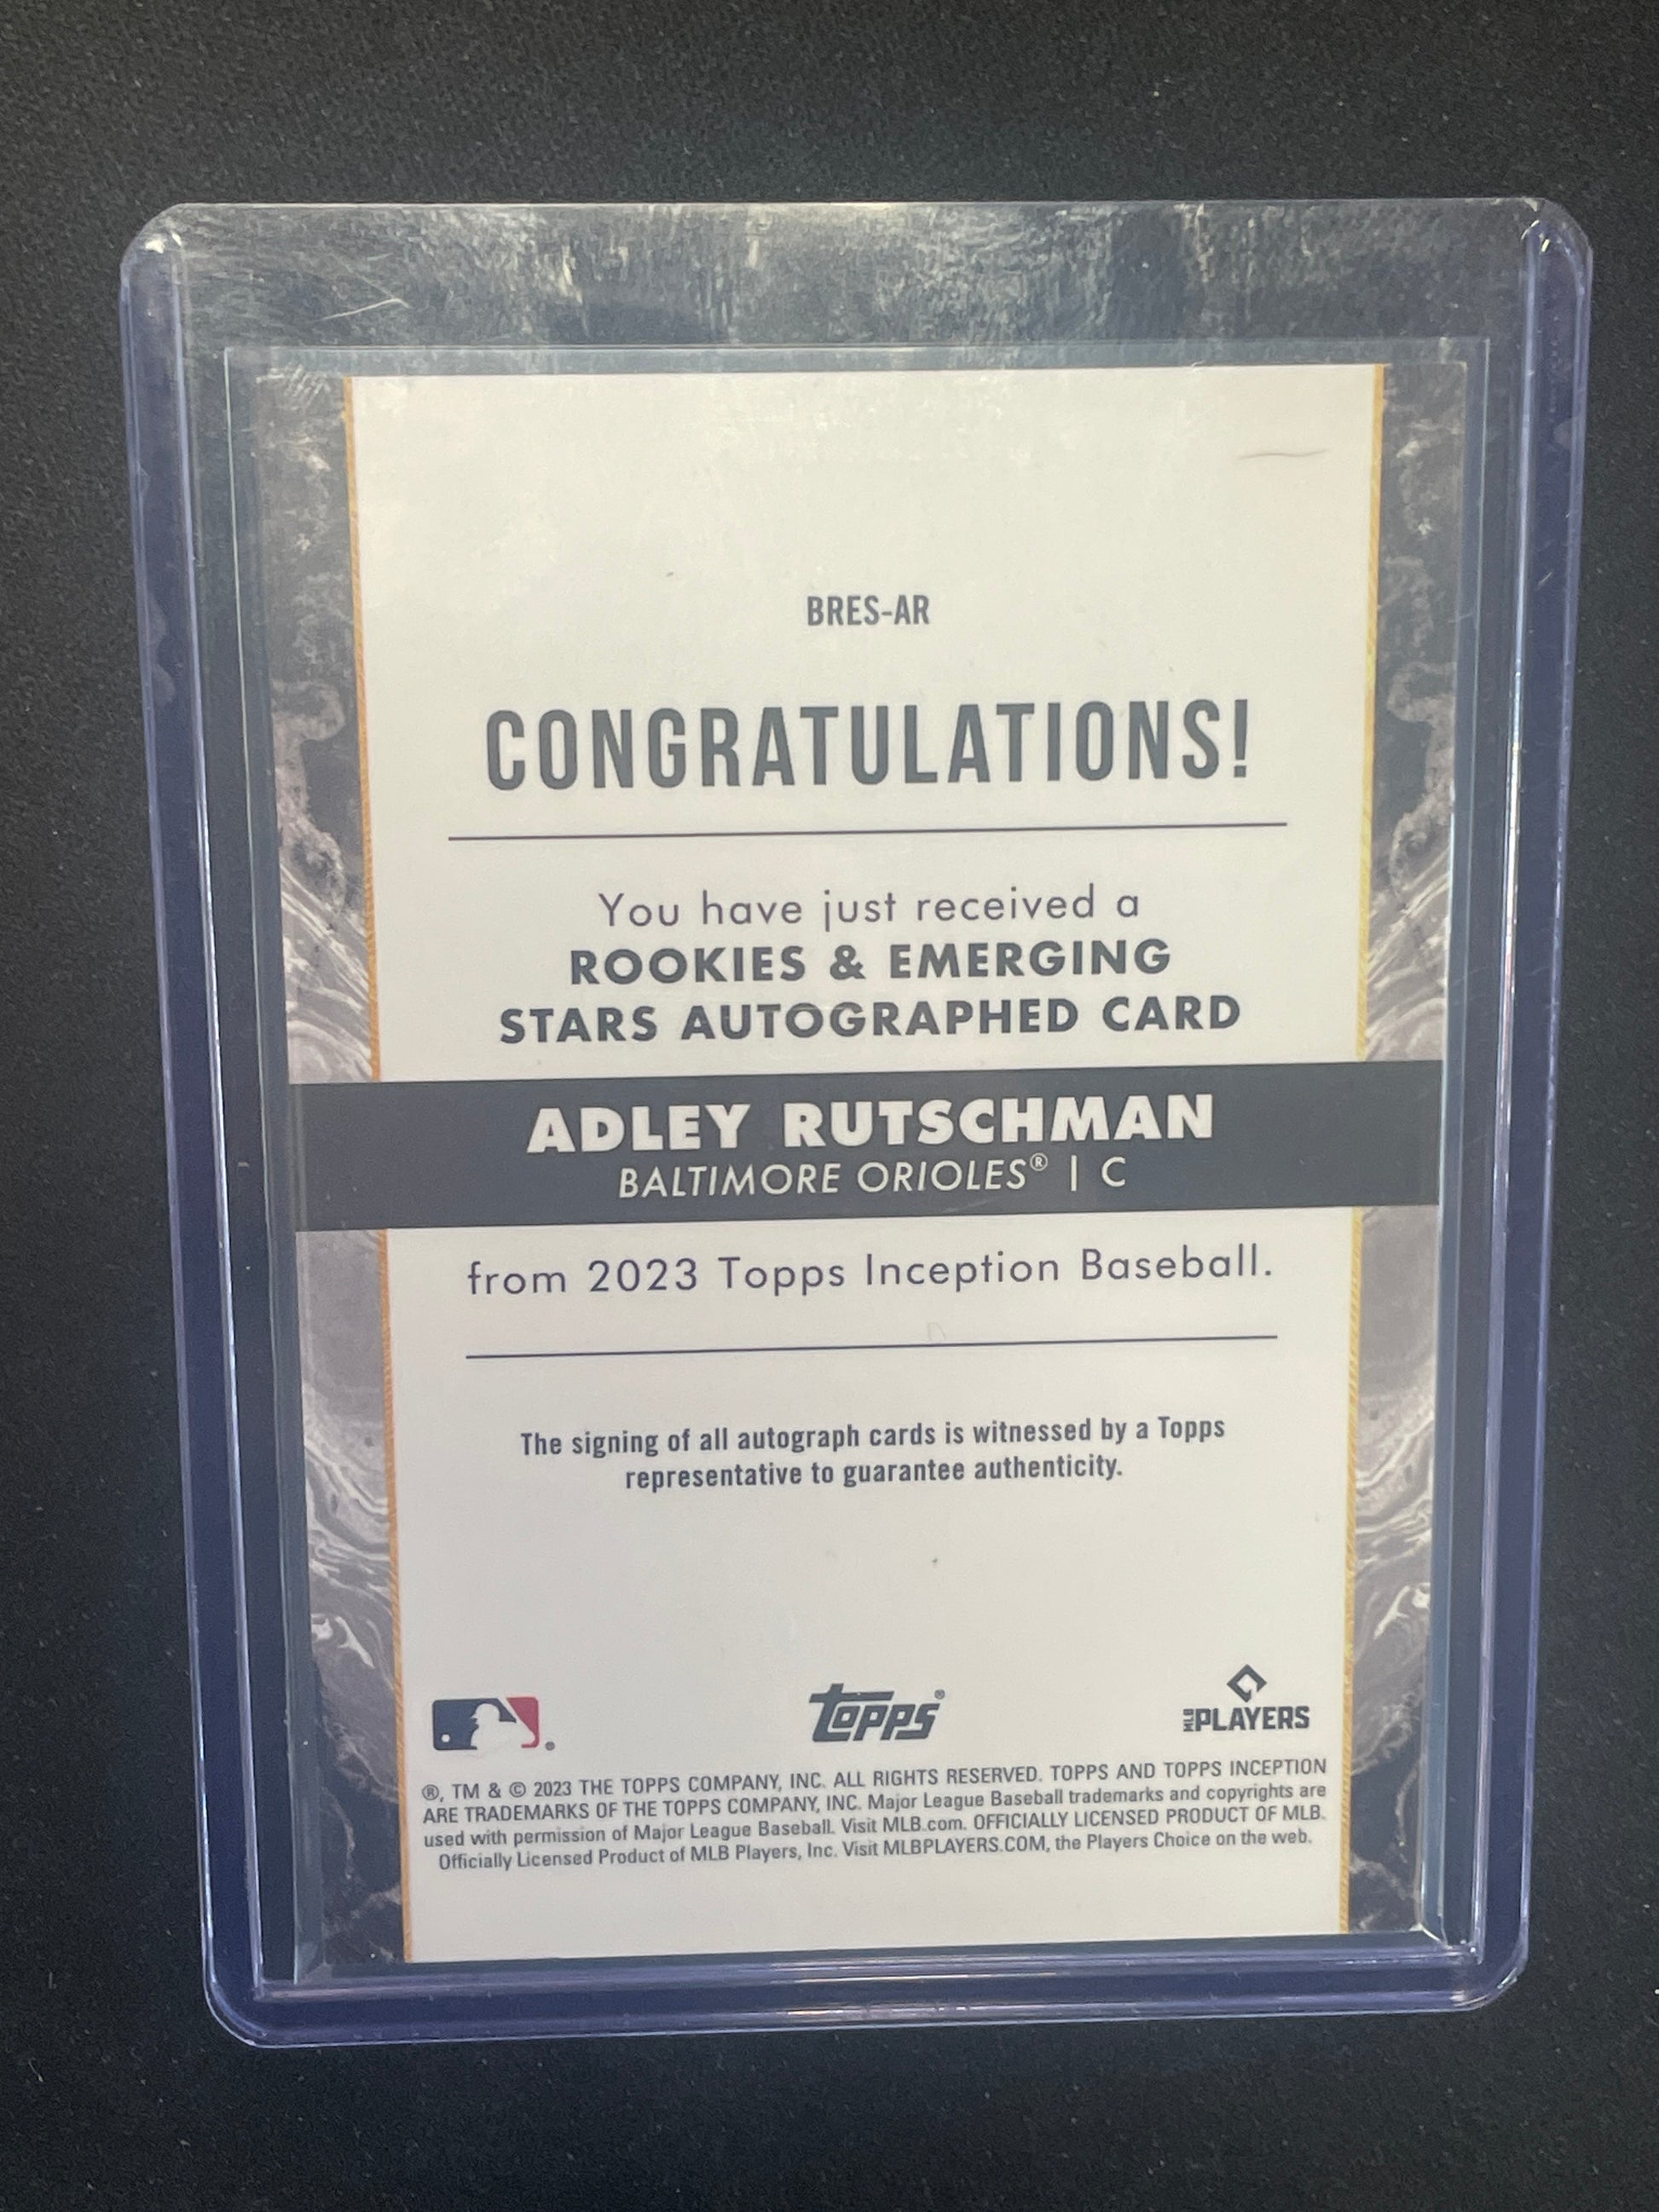 BRES-AR
CONGRATULATIONS!
You have just received a
ROOKIES & EMERGING
STARS AUTOGRAPHED CARD
ADLEY RUTSCHMAN
BALTIMORE ORIOLES® | C
from 2023 Topps Inception Baseball.
The signing of all autograph cards is witnessed by a Topps
representative to guarantee authenticity.
®
topps®
MLB PLAYERS
®, TM & © 2023 THE TOPPS COMPANY, INC. ALL RIGHTS RESERVED. TOPPS AND TOPPS INCEPTION
ARE TRADEMARKS OF THE TOPPS COMPANY, INC. Major League Baseball trademarks and copyrights are
used with permission of Major League Baseball. Visit MLB.com. OFFICIALLY LICENSED PRODUCT OF MLB.
Officially Licensed Product of MLB Players, Inc. Visit MLBPLAYERS.COM, the Players Choice on the web.